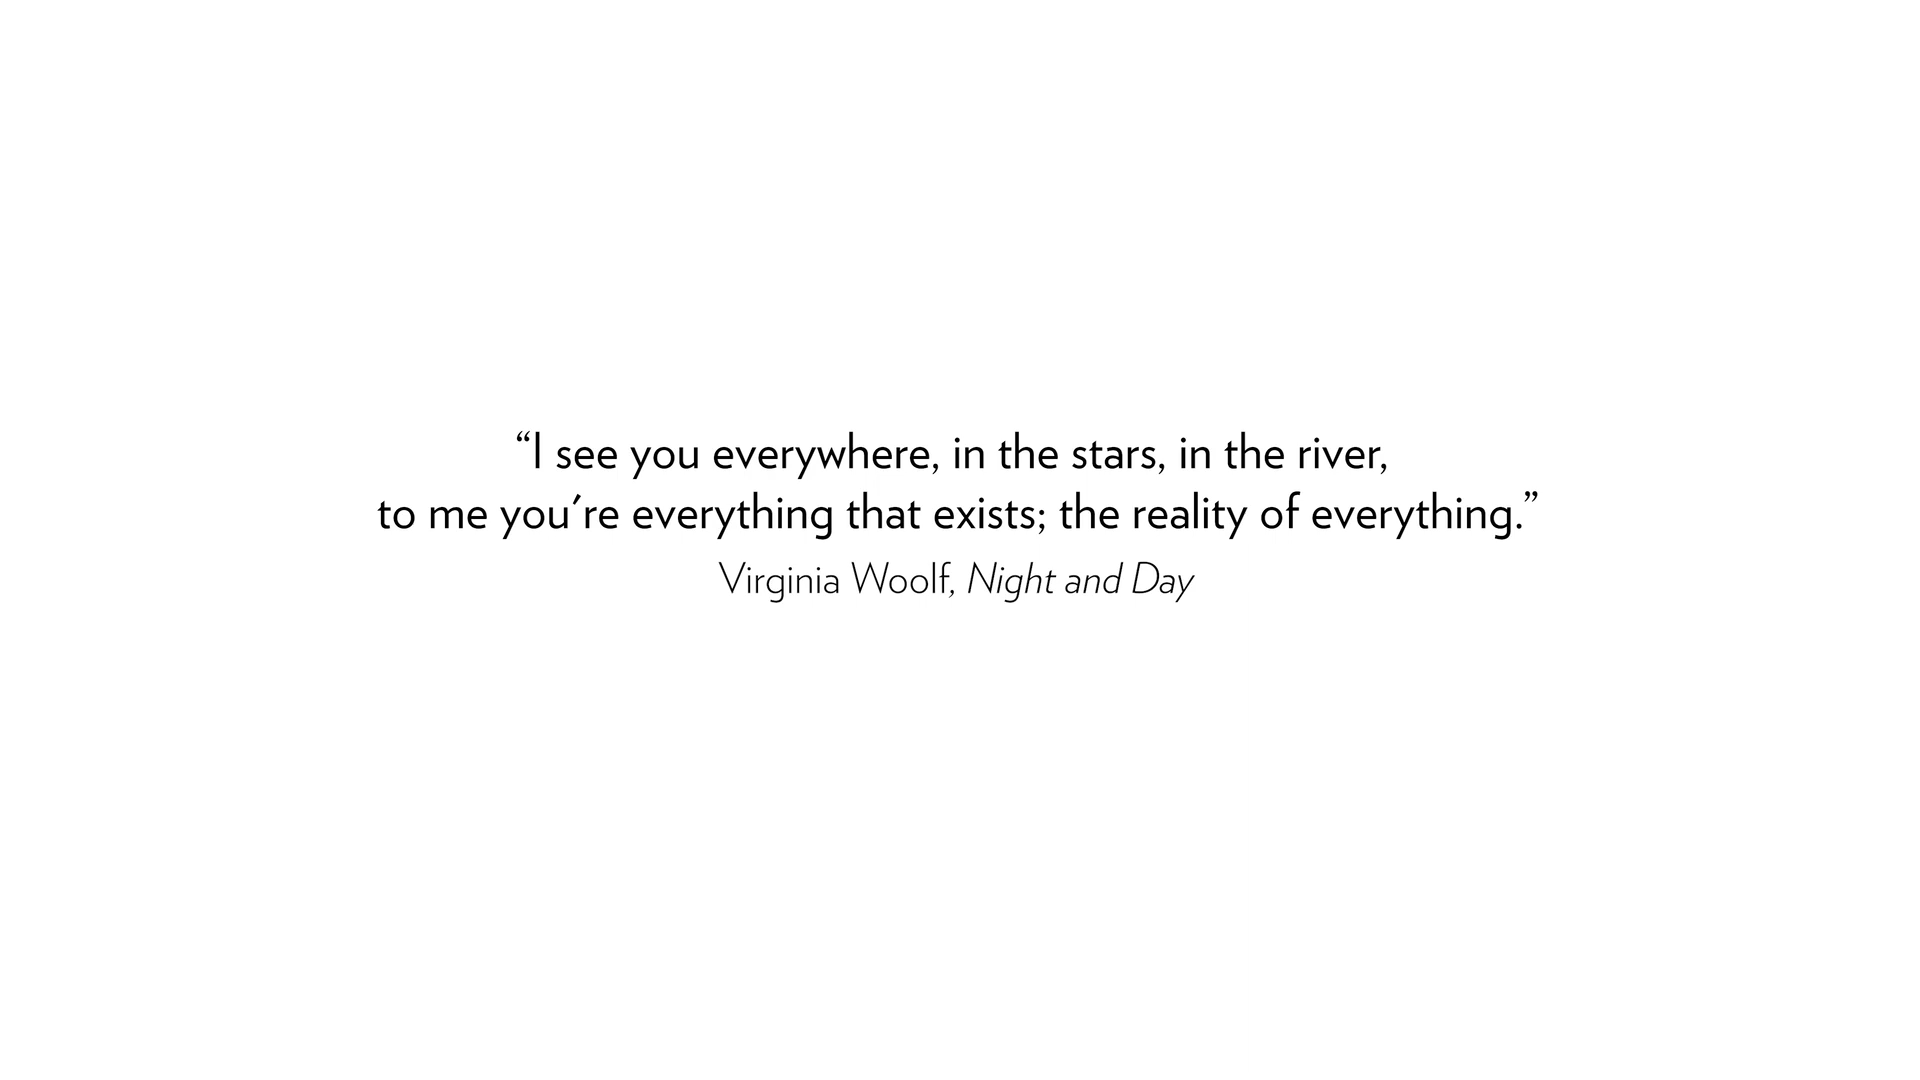 “I see you everywhere, in the stars, in the river,
to me you′re everything that exists; the reality of everything.”
Virginia Woolf, Night and Day